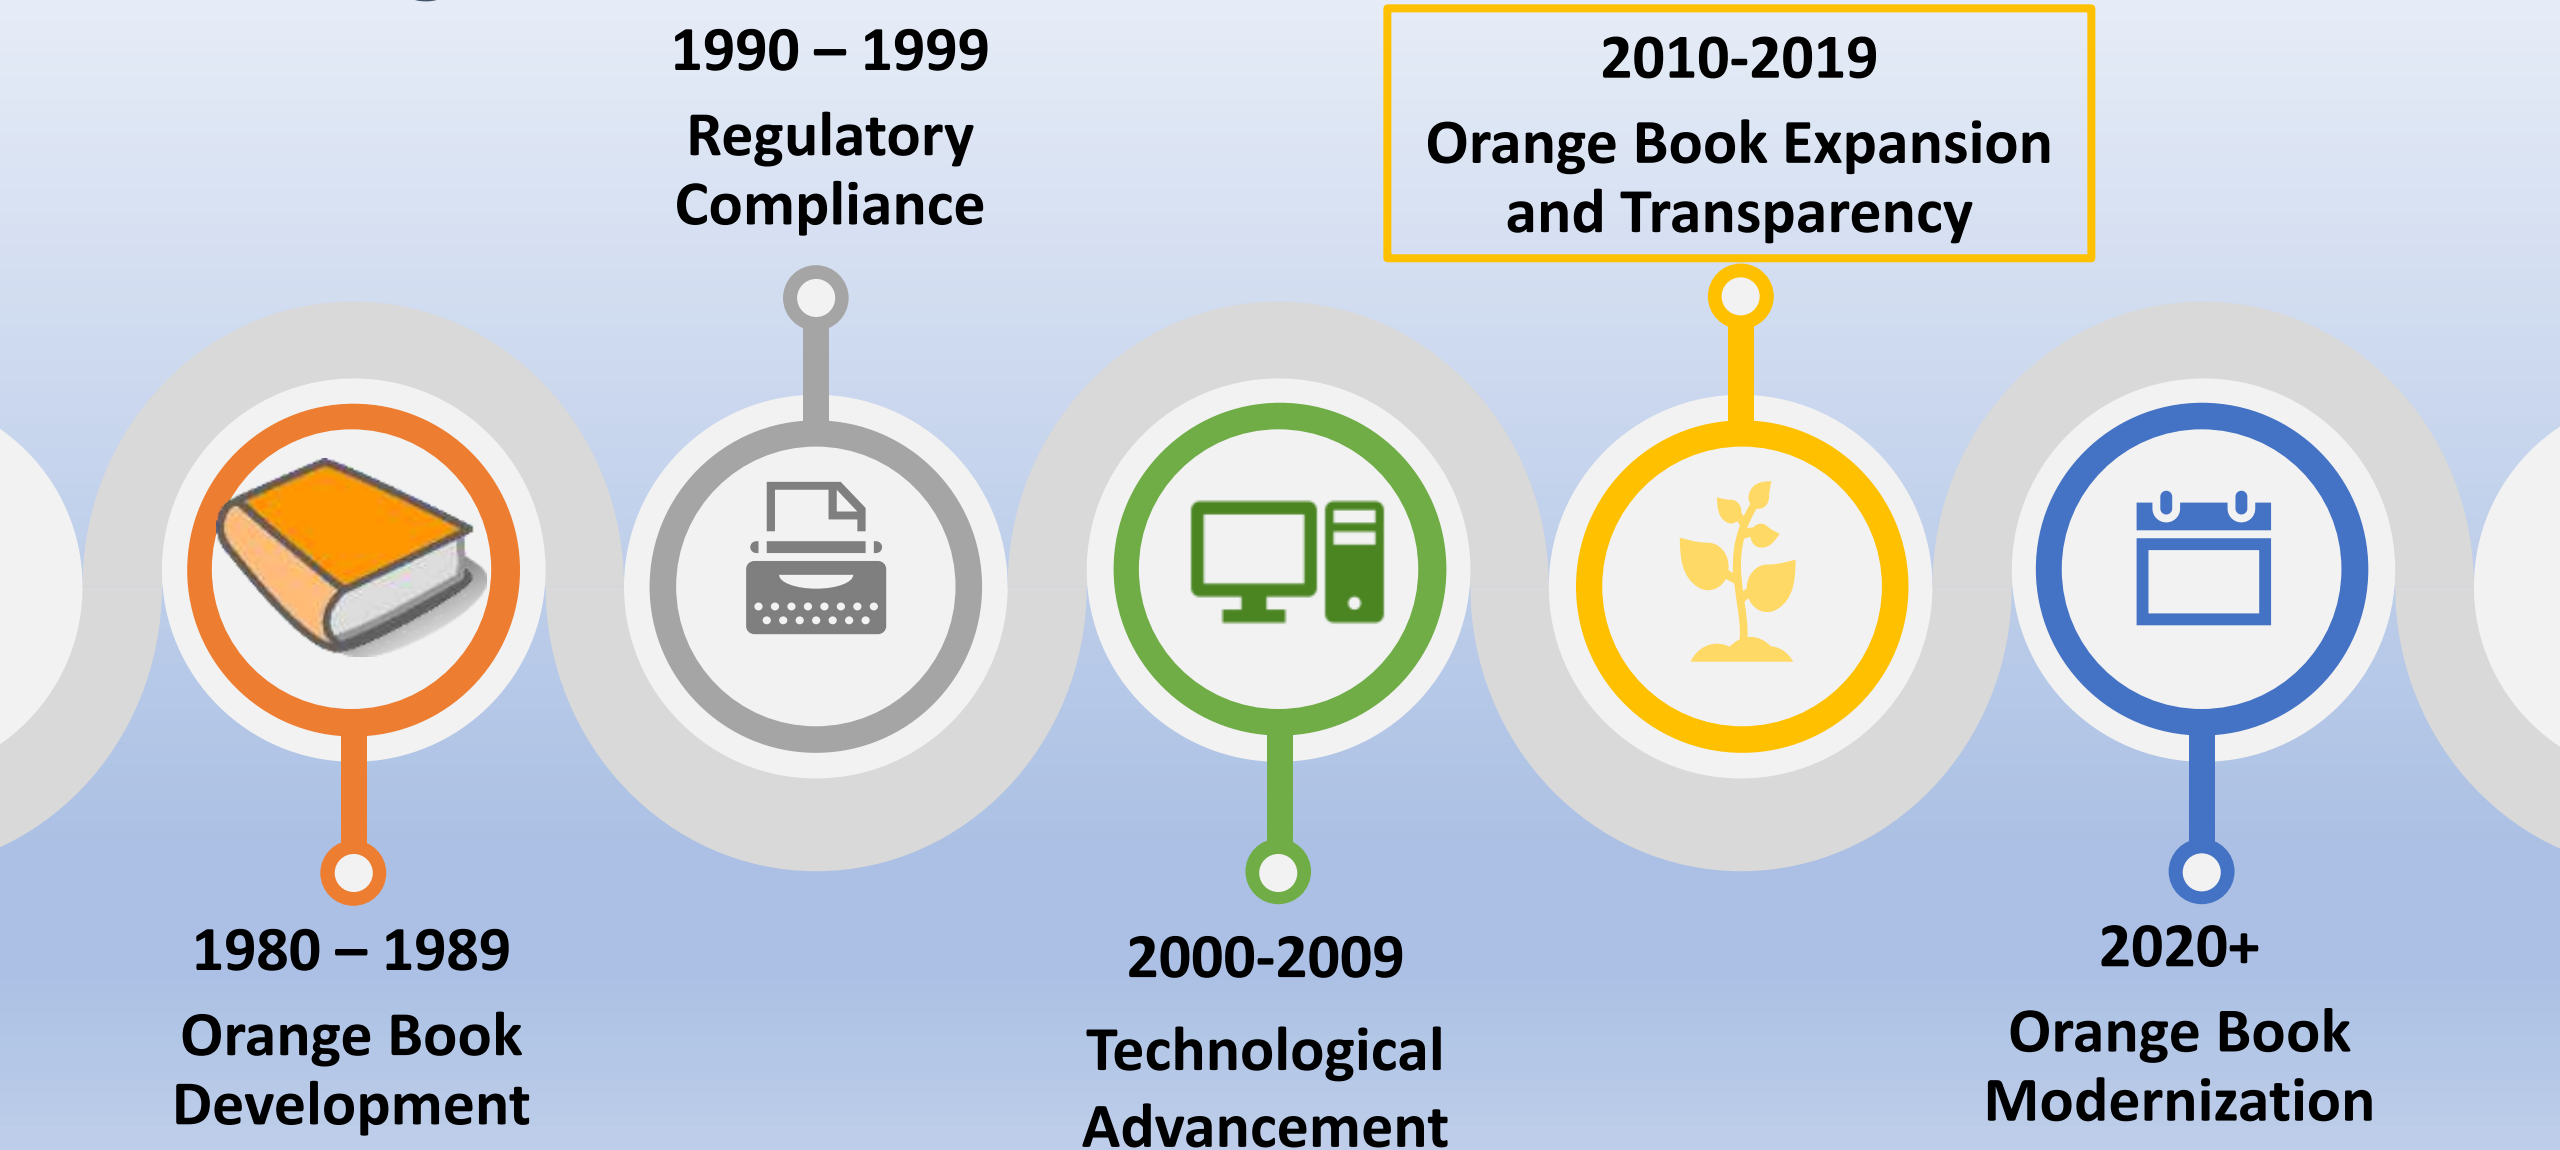 1990 – 1999
Regulatory
Compliance
2010-2019
Orange Book Expansion
and Transparency
1980 – 1989
Orange Book
Development
2000-2009
Technological
Advancement
2020+
Orange Book
Modernization